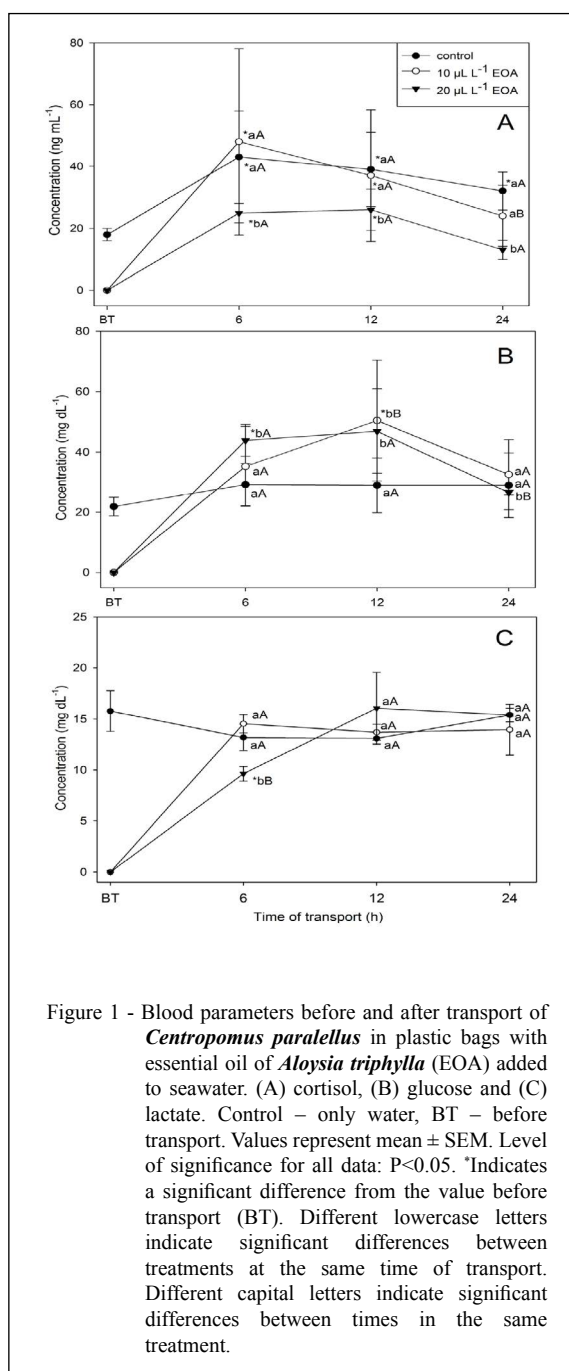 80
control
10 µL L⁻¹ EOA
20 µL L⁻¹ EOA
A
60
*aA
*aA
*aA
*aA
*aA
40
aB
*bA
*bA
bA
20
0
Concentration (ng mL⁻¹)
BT 6 12 24
80
B
60
*bB
*bA
bA
40
aA
aA
aA
aA
aA
bB
20
0
Concentration (mg dL⁻¹)
BT 6 12 24
25
C
20
aA
aA
aA
aA
aA
aA
aA
aA
15
*bB
10
5
0
Concentration (mg dL⁻¹)
BT 6 12 24
Time of transport (h)
Figure 1 - Blood parameters before and after transport of
Centropomus paralellus in plastic bags with
essential oil of Aloysia triphylla (EOA) added
to seawater. (A) cortisol, (B) glucose and (C)
lactate. Control – only water, BT – before
transport. Values represent mean ± SEM. Level
of significance for all data: P<0.05. *Indicates
a significant difference from the value before
transport (BT). Different lowercase letters
indicate significant differences between
treatments at the same time of transport.
Different capital letters indicate significant
differences between times in the same
treatment.